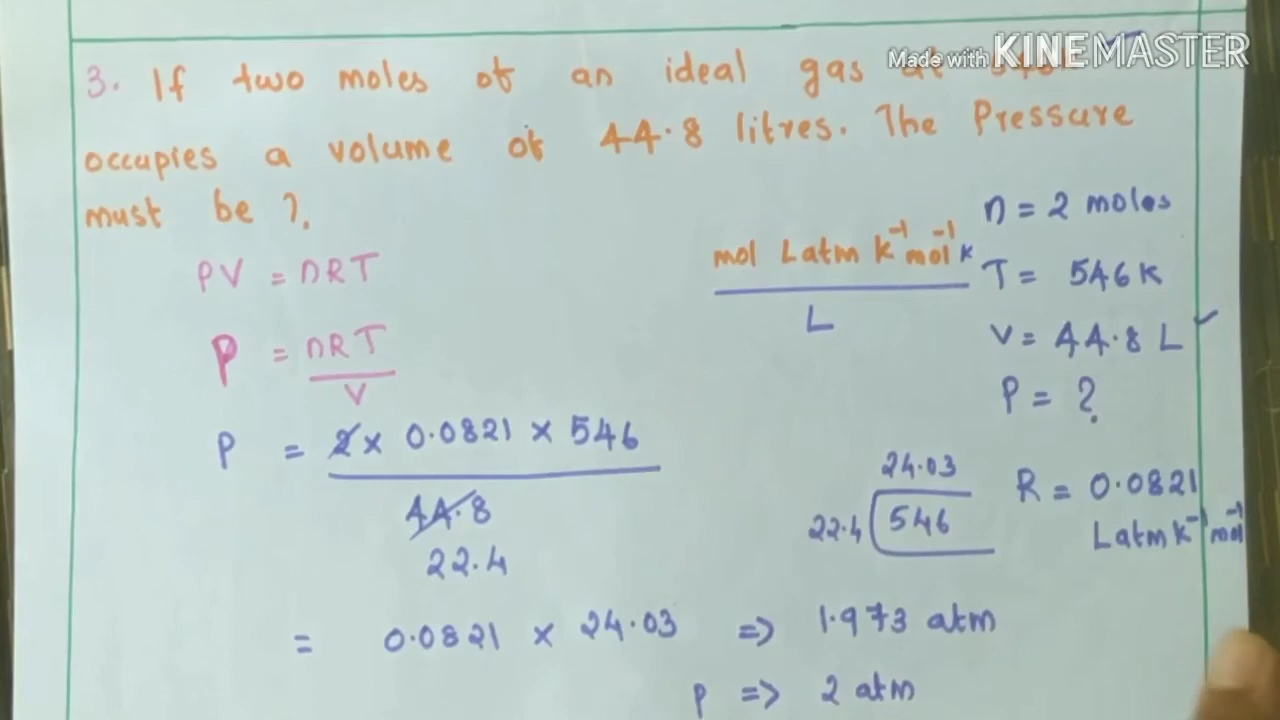 Made with KINEMASTER
3. If two moles of an ideal gas at
occupies a volume of 44.8 litres. The Pressure
must be ?.
n = 2 moles
mol Latm k⁻¹ mol⁻¹ K
L
T = 546 K
V = 44.8 L
P = ?
PV = nRT
P = nRT
V
P = 2 x 0.0821 x 546
44.8
22.4
24.03
22.4 546
R = 0.0821
Latm k⁻¹ mol⁻¹
= 0.0821 x 24.03 => 1.973 atm
P => 2 atm